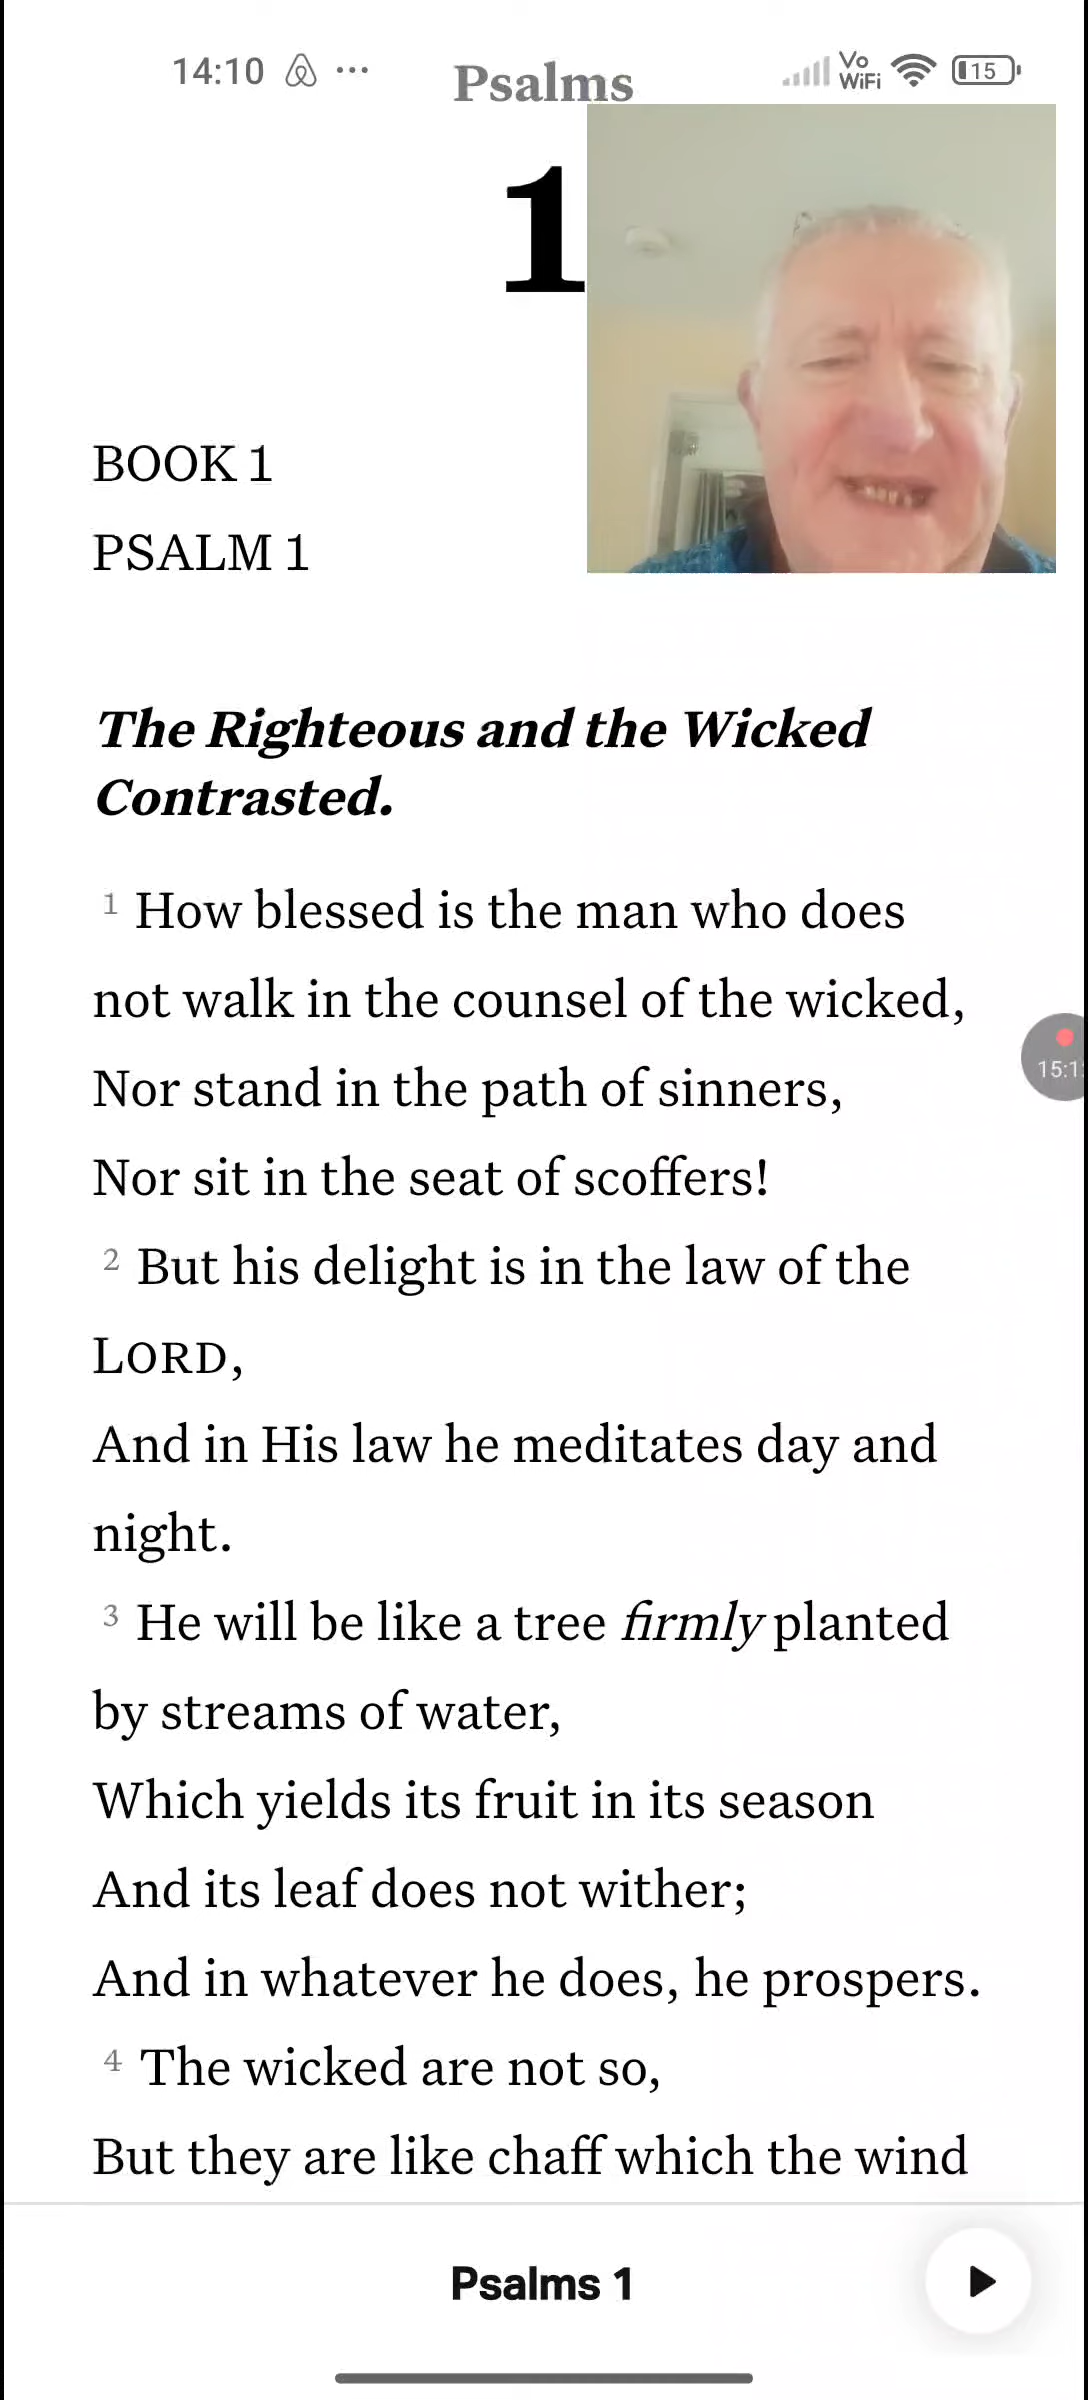 14:10 ... Vo WiFi 15
Psalms
1
BOOK 1
PSALM 1
The Righteous and the Wicked
Contrasted.
1 How blessed is the man who does
not walk in the counsel of the wicked,
Nor stand in the path of sinners,
Nor sit in the seat of scoffers!
2 But his delight is in the law of the
LORD,
And in His law he meditates day and
night.
3 He will be like a tree firmly planted
by streams of water,
Which yields its fruit in its season
And its leaf does not wither;
And in whatever he does, he prospers.
4 The wicked are not so,
But they are like chaff which the wind
Psalms 1